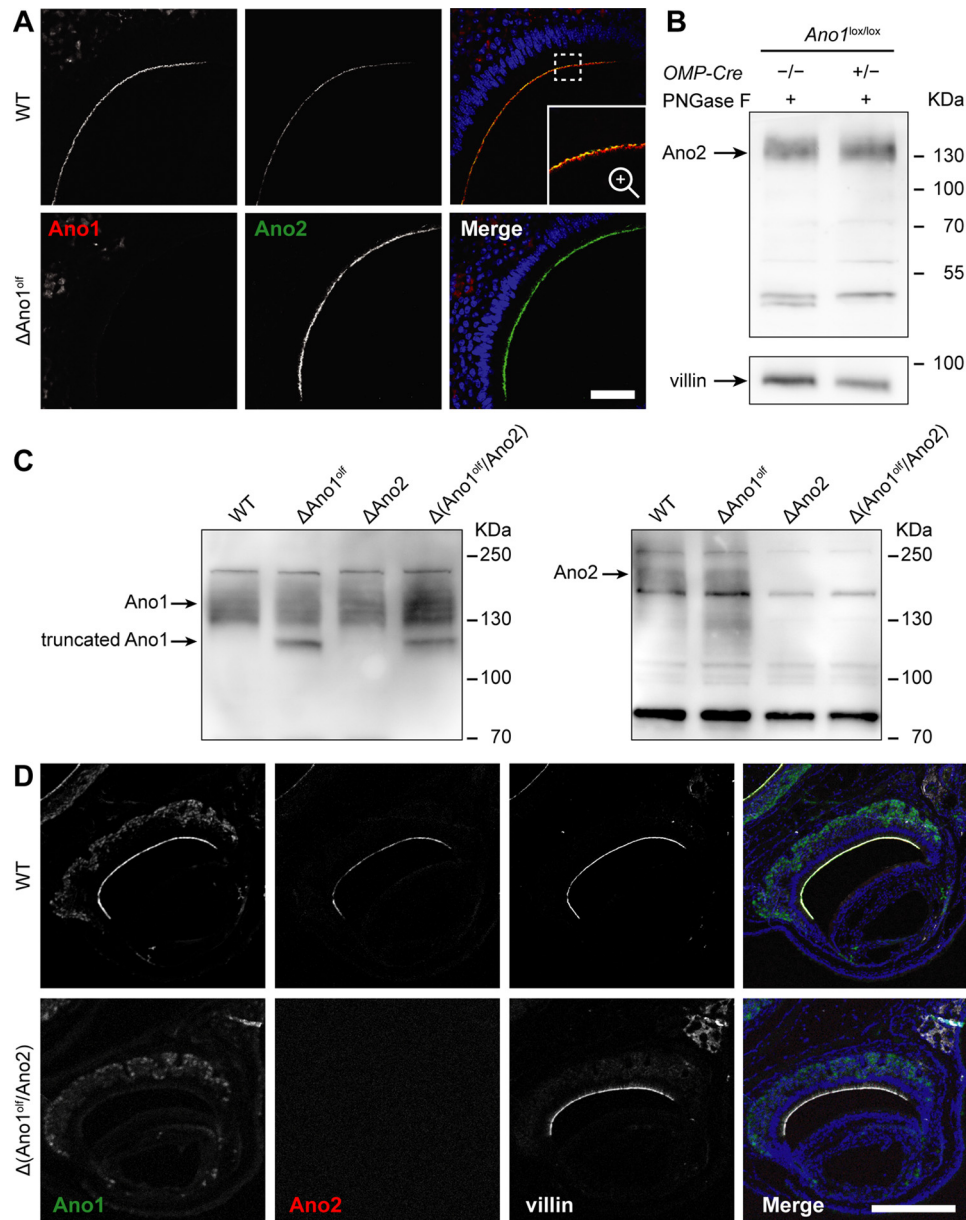 A
WT
Ano1
Ano2
Merge
ΔAno1olf
B
Ano1lox/lox
OMP-Cre −/− +/−
PNGase F + + KDa
Ano2
130
100
70
55
100
villin
C
WT ΔAno1olf ΔAno2 Δ(Ano1olf/Ano2)
KDa
250
Ano1
130
truncated Ano1
100
70
WT ΔAno1olf ΔAno2 Δ(Ano1olf/Ano2)
KDa
250
Ano2
130
100
70
D
WT
Δ(Ano1olf/Ano2)
Ano1
Ano2
villin
Merge